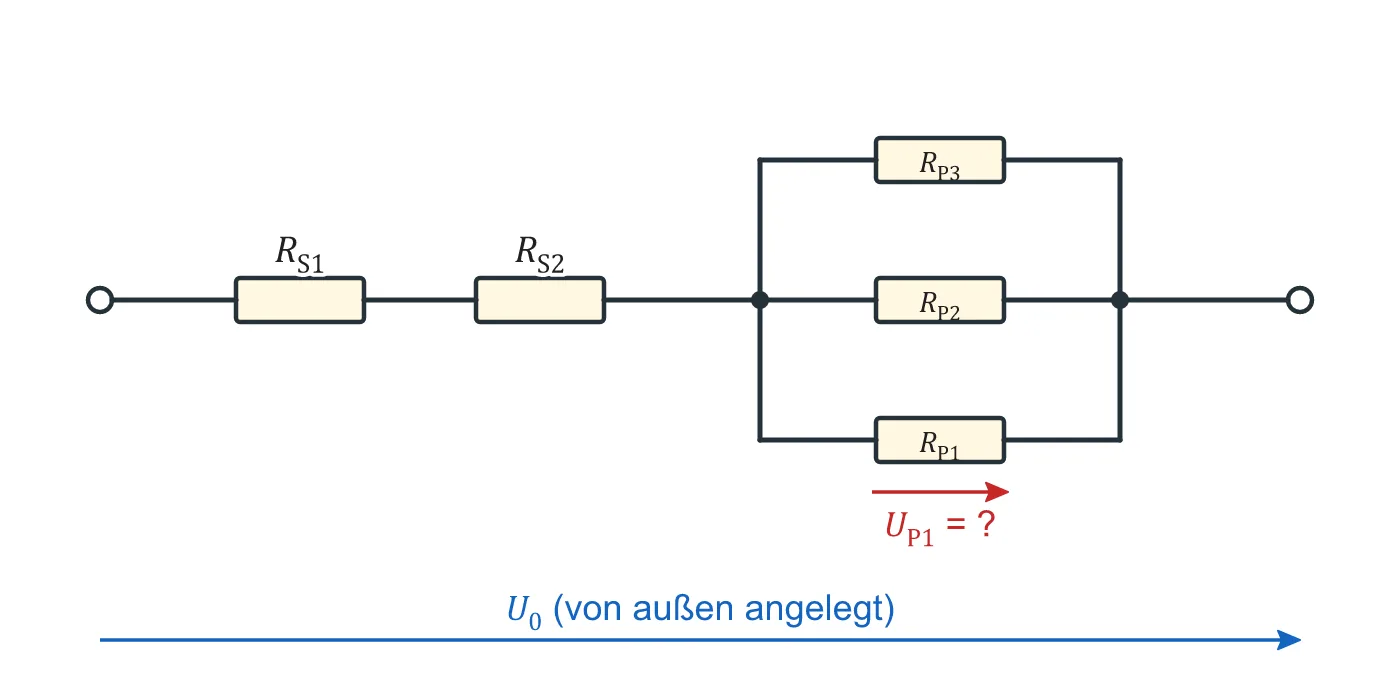 R_P3
R_S1
R_S2
R_P2
R_P1
U_P1 = ?
U_0 (von außen angelegt)